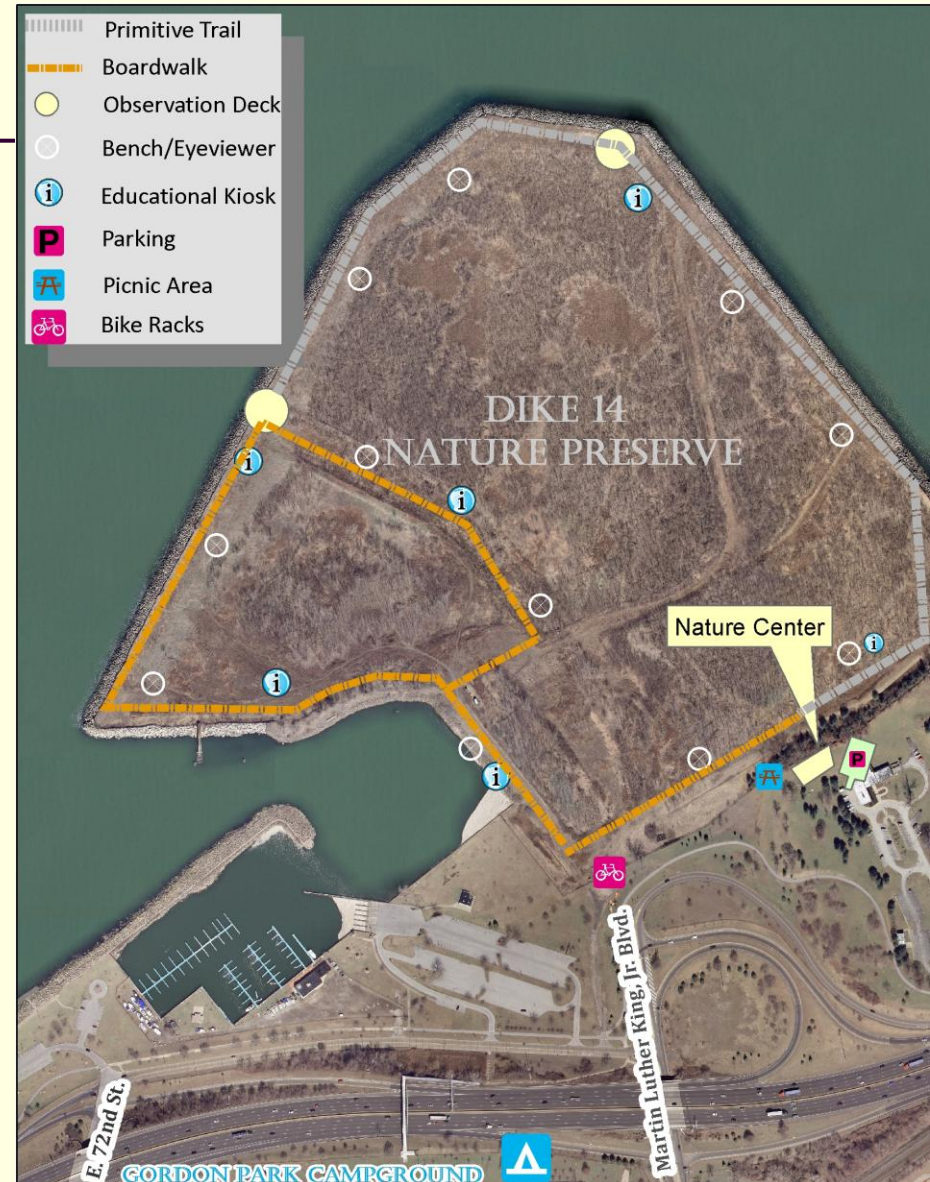 Primitive Trail
Boardwalk
Observation Deck
Bench/Eyeviewer
i Educational Kiosk
P Parking
Picnic Area
Bike Racks
i
DIKE 14
NATURE PRESERVE
i
i
Nature Center
i
i
i
P
Martin Luther King, Jr. Blvd.
E. 72nd St.
GORDON PARK CAMPGROUND